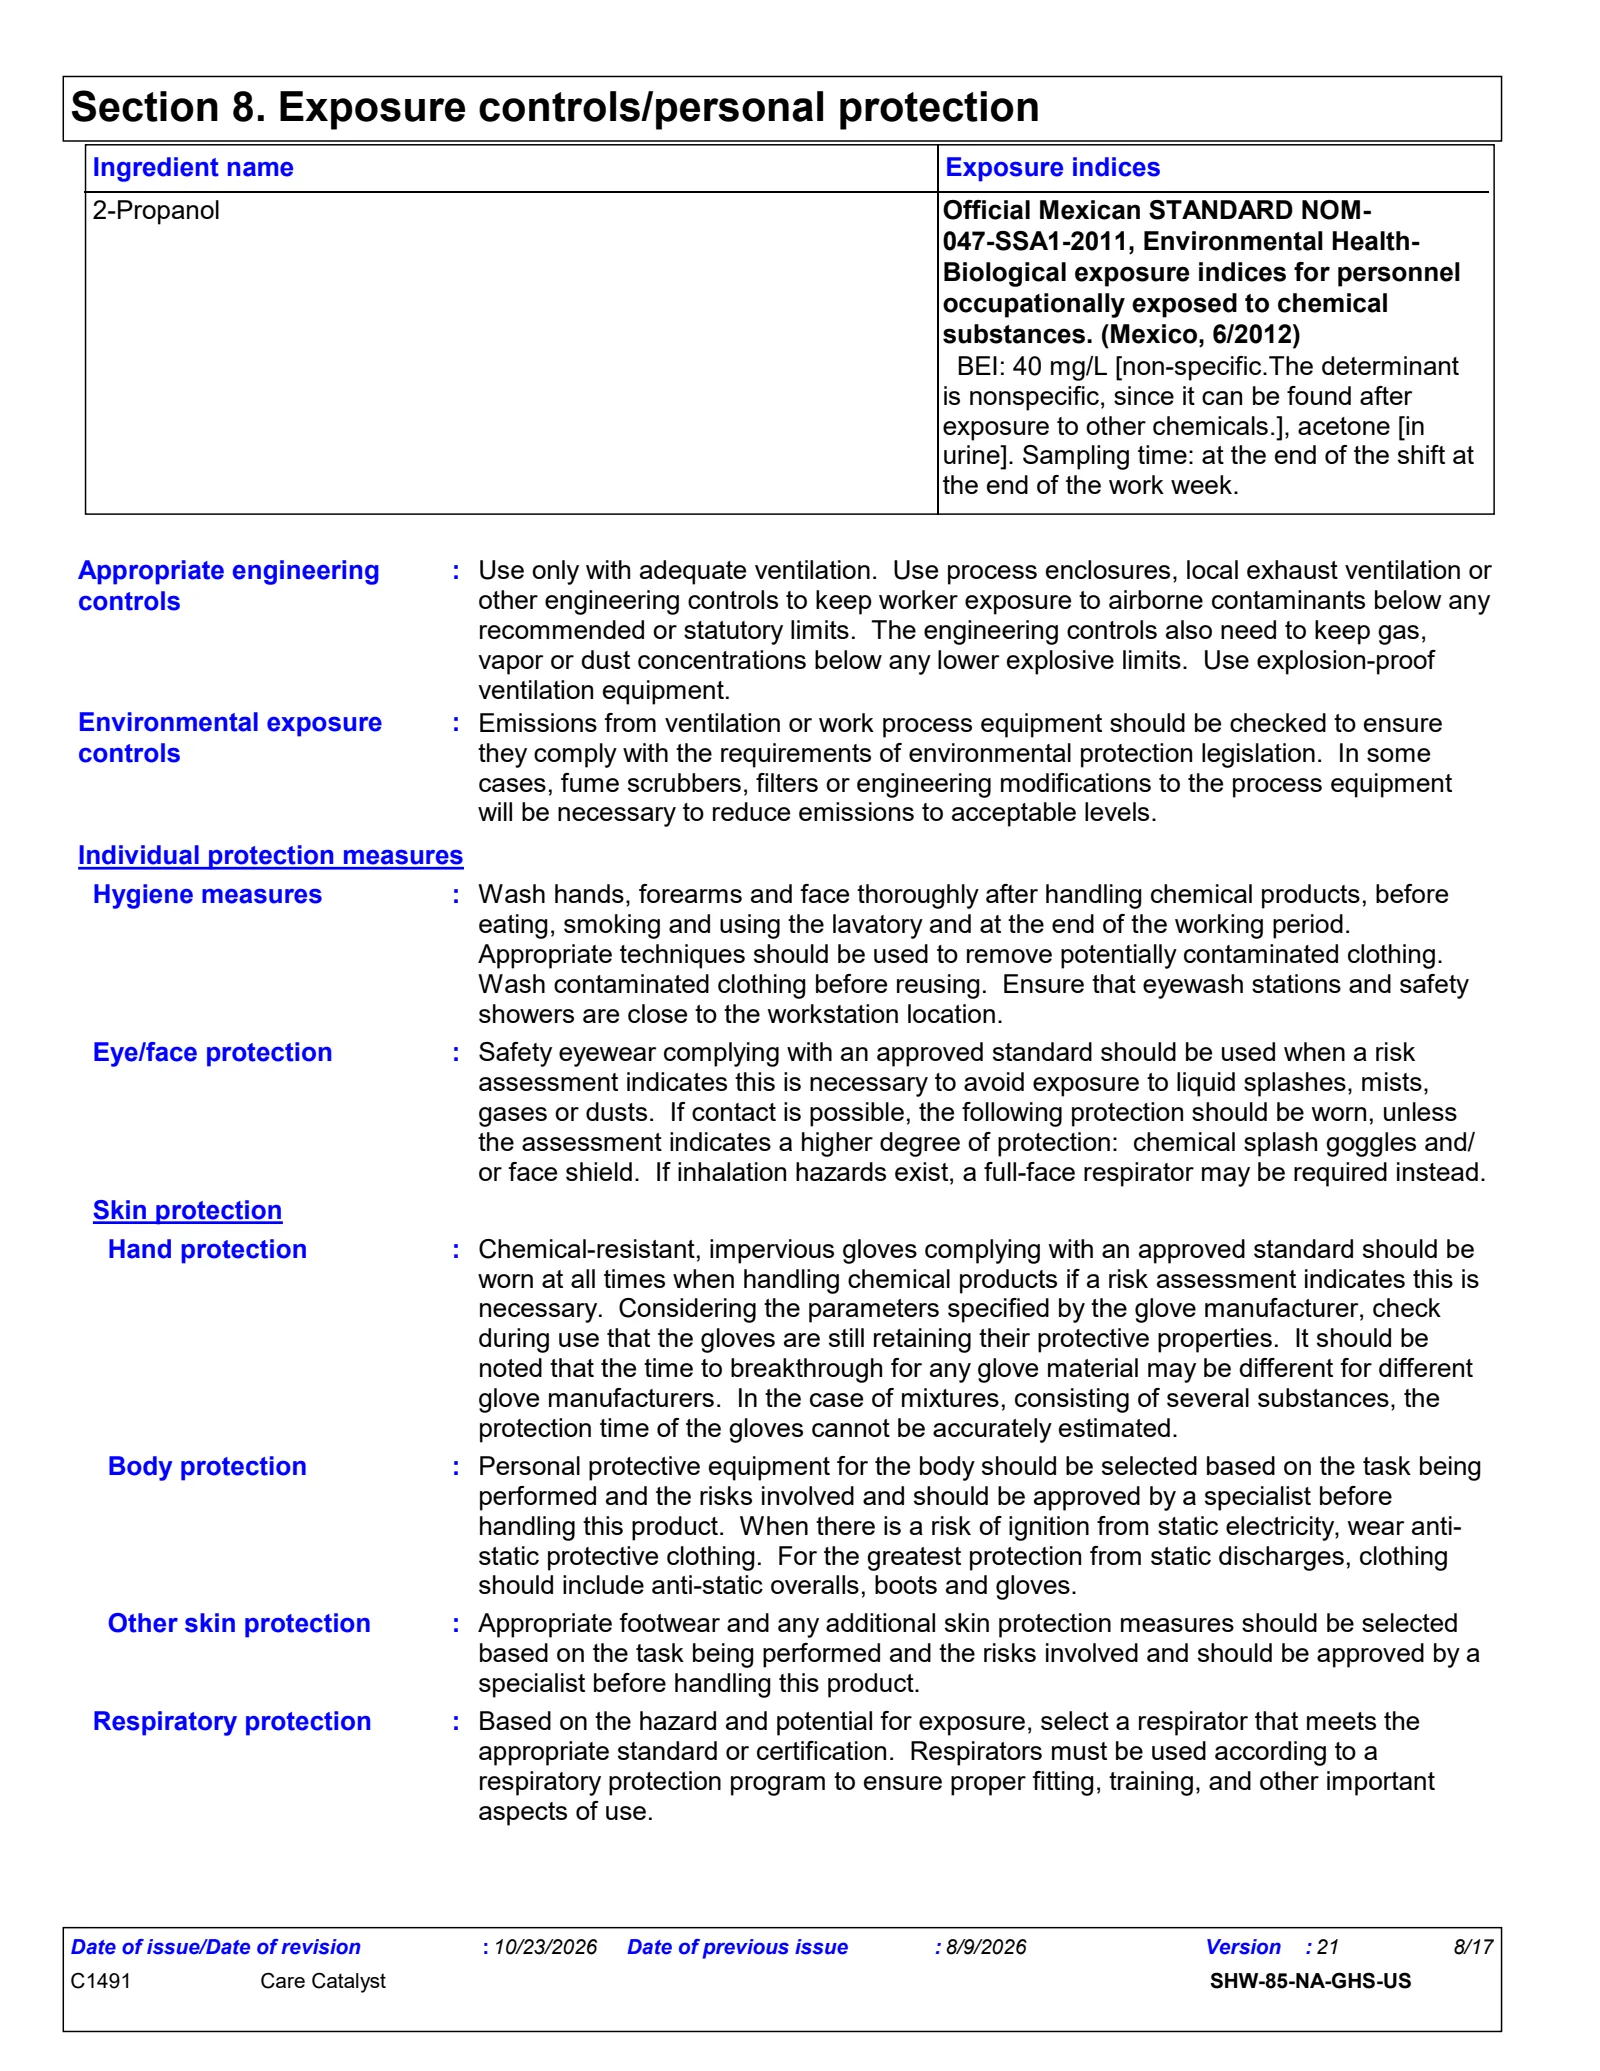 Section 8. Exposure controls/personal protection
Ingredient name
Exposure indices
2-Propanol
Official Mexican STANDARD NOM-
047-SSA1-2011, Environmental Health-
Biological exposure indices for personnel
occupationally exposed to chemical
substances. (Mexico, 6/2012)
BEI: 40 mg/L [non-specific.The determinant
is nonspecific, since it can be found after
exposure to other chemicals.], acetone [in
urine]. Sampling time: at the end of the shift at
the end of the work week.
Appropriate engineering
controls
: Use only with adequate ventilation. Use process enclosures, local exhaust ventilation or
other engineering controls to keep worker exposure to airborne contaminants below any
recommended or statutory limits. The engineering controls also need to keep gas,
vapor or dust concentrations below any lower explosive limits. Use explosion-proof
ventilation equipment.
Environmental exposure
controls
: Emissions from ventilation or work process equipment should be checked to ensure
they comply with the requirements of environmental protection legislation. In some
cases, fume scrubbers, filters or engineering modifications to the process equipment
will be necessary to reduce emissions to acceptable levels.
Individual protection measures
Hygiene measures : Wash hands, forearms and face thoroughly after handling chemical products, before
eating, smoking and using the lavatory and at the end of the working period.
Appropriate techniques should be used to remove potentially contaminated clothing.
Wash contaminated clothing before reusing. Ensure that eyewash stations and safety
showers are close to the workstation location.
Eye/face protection : Safety eyewear complying with an approved standard should be used when a risk
assessment indicates this is necessary to avoid exposure to liquid splashes, mists,
gases or dusts. If contact is possible, the following protection should be worn, unless
the assessment indicates a higher degree of protection: chemical splash goggles and/
or face shield. If inhalation hazards exist, a full-face respirator may be required instead.
Skin protection
Hand protection : Chemical-resistant, impervious gloves complying with an approved standard should be
worn at all times when handling chemical products if a risk assessment indicates this is
necessary. Considering the parameters specified by the glove manufacturer, check
during use that the gloves are still retaining their protective properties. It should be
noted that the time to breakthrough for any glove material may be different for different
glove manufacturers. In the case of mixtures, consisting of several substances, the
protection time of the gloves cannot be accurately estimated.
Body protection : Personal protective equipment for the body should be selected based on the task being
performed and the risks involved and should be approved by a specialist before
handling this product. When there is a risk of ignition from static electricity, wear anti-
static protective clothing. For the greatest protection from static discharges, clothing
should include anti-static overalls, boots and gloves.
Other skin protection : Appropriate footwear and any additional skin protection measures should be selected
based on the task being performed and the risks involved and should be approved by a
specialist before handling this product.
Respiratory protection : Based on the hazard and potential for exposure, select a respirator that meets the
appropriate standard or certification. Respirators must be used according to a
respiratory protection program to ensure proper fitting, training, and other important
aspects of use.
Date of issue/Date of revision : 10/23/2026 Date of previous issue : 8/9/2026 Version : 21 8/17
C1491 Care Catalyst SHW-85-NA-GHS-US